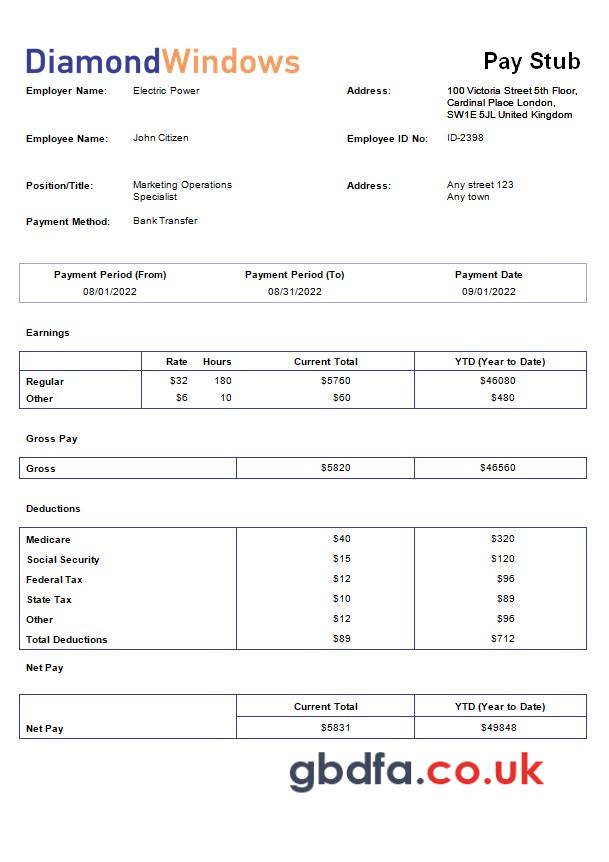 DiamondWindows
Pay Stub
Employer Name: Electric Power Address: 100 Victoria Street 5th Floor,
Cardinal Place London,
SW1E 5JL United Kingdom
Employee Name: John Citizen Employee ID No: ID-2398
Position/Title: Marketing Operations Address: Any street 123
Specialist Any town
Payment Method: Bank Transfer
Payment Period (From) Payment Period (To) Payment Date
08/01/2022 08/31/2022 09/01/2022
Earnings
Rate Hours Current Total YTD (Year to Date)
Regular $32 180 $5760 $46080
Other $6 10 $60 $480
Gross Pay
Gross $5820 $46560
Deductions
Medicare $40 $320
Social Security $15 $120
Federal Tax $12 $96
State Tax $10 $89
Other $12 $96
Total Deductions $89 $712
Net Pay
Current Total YTD (Year to Date)
Net Pay $5831 $49848
gbdfa.co.uk